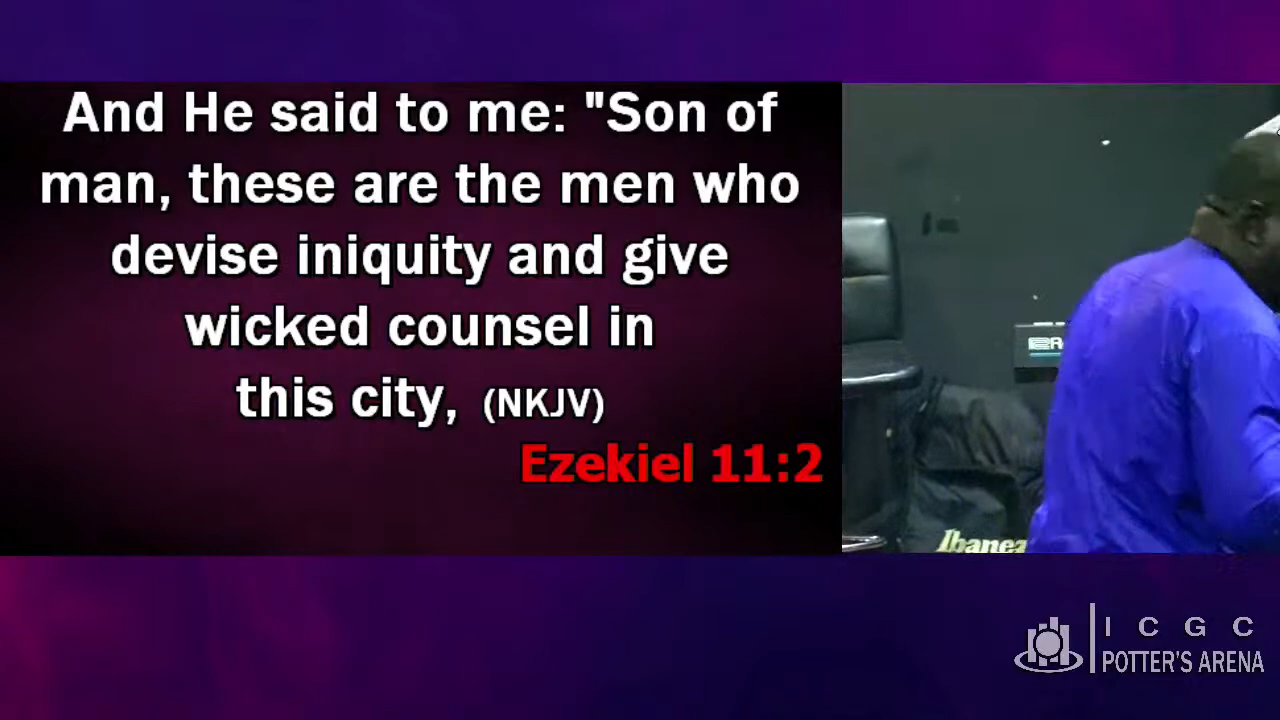 And He said to me: "Son of
man, these are the men who
devise iniquity and give
wicked counsel in
this city, (NKJV)
Ezekiel 11:2
Ibanez
ICGC
POTTER'S ARENA